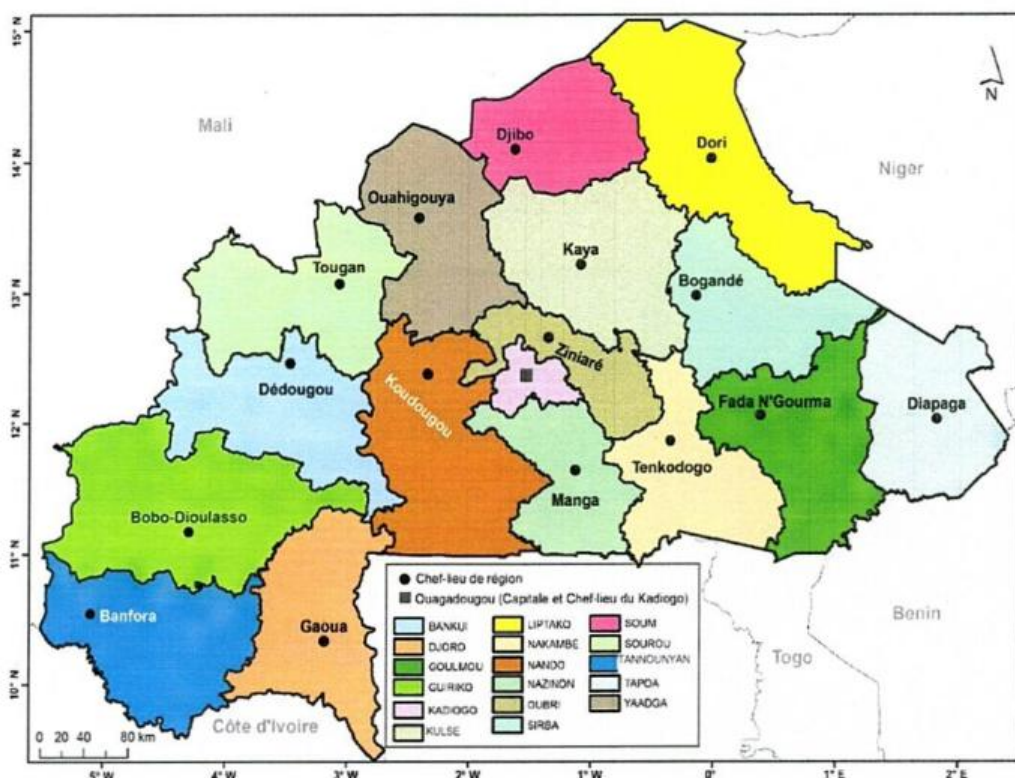 15° N
14° N
13° N
12° N
11° N
10° N
N
Mali
Niger
Benin
Togo
Côte d'Ivoire
Djibo
Dori
Ouahigouya
Kaya
Tougan
Bogandé
Ziniaré
Dédougou
Koudougou
Fada N'Gourma
Diapaga
Tenkodogo
Manga
Bobo-Dioulasso
Banfora
Gaoua
Chef-lieu de région
Ouagadougou (Capitale et Chef-lieu du Kadiogo)
BANKUI
DJORO
GOULMOU
GUIRIKO
KADIOGO
KULSE
LIPTAKO
NAKAMBE
NANDO
NAZINON
OUBRI
SIRBA
SOUM
SOUROU
TANNOUNYAN
TAPOA
YAADGA
0 20 40 80 km
5° W
4° W
3° W
2° W
1° W
0°
1° E
2° E